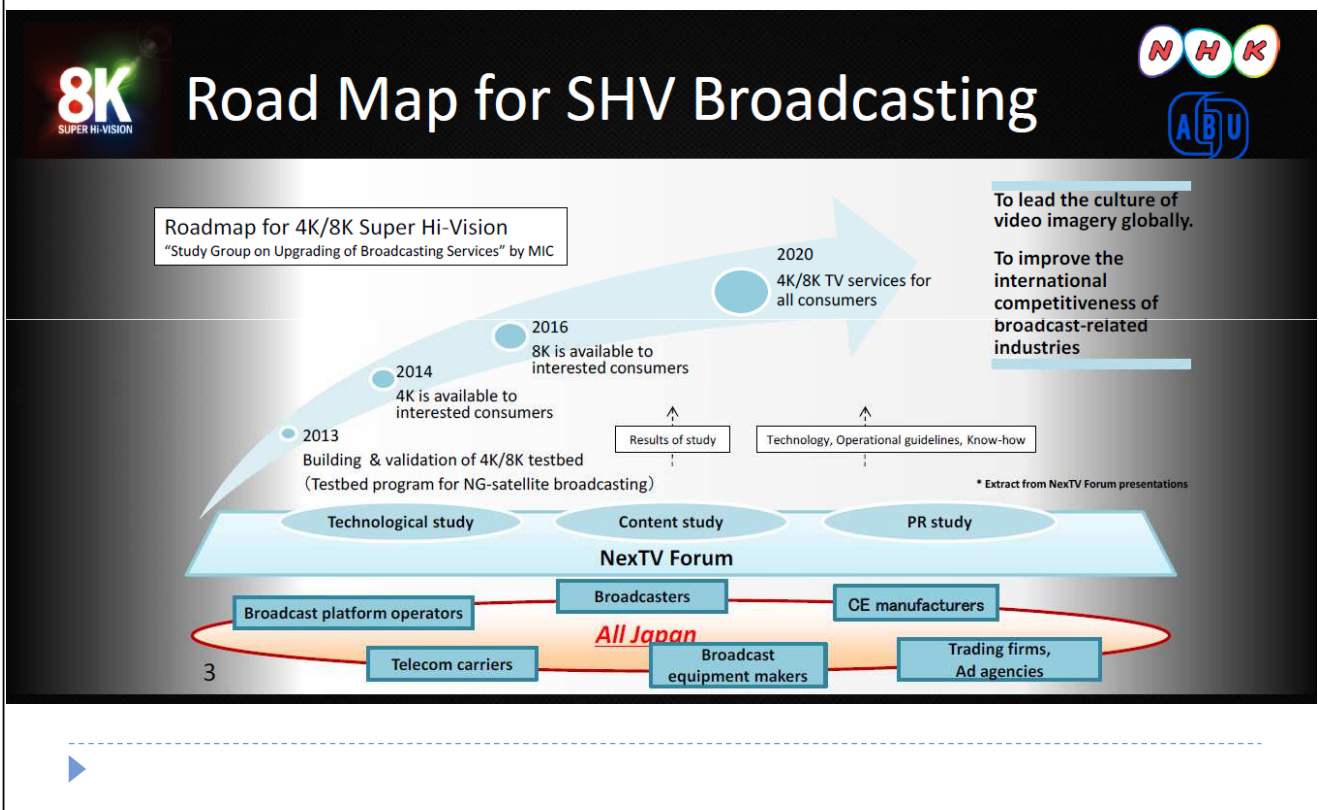 8K
SUPER Hi-VISION
Road Map for SHV Broadcasting
NHK
ABU
Roadmap for 4K/8K Super Hi-Vision
“Study Group on Upgrading of Broadcasting Services” by MIC
To lead the culture of
video imagery globally.
To improve the
international
competitiveness of
broadcast-related
industries
2020
4K/8K TV services for
all consumers
2016
8K is available to
interested consumers
2014
4K is available to
interested consumers
2013
Building & validation of 4K/8K testbed
（Testbed program for NG-satellite broadcasting）
Results of study
Technology, Operational guidelines, Know-how
* Extract from NexTV Forum presentations
Technological study
Content study
PR study
NexTV Forum
Broadcast platform operators
Broadcasters
CE manufacturers
All Japan
Telecom carriers
Broadcast
equipment makers
Trading firms,
Ad agencies
3